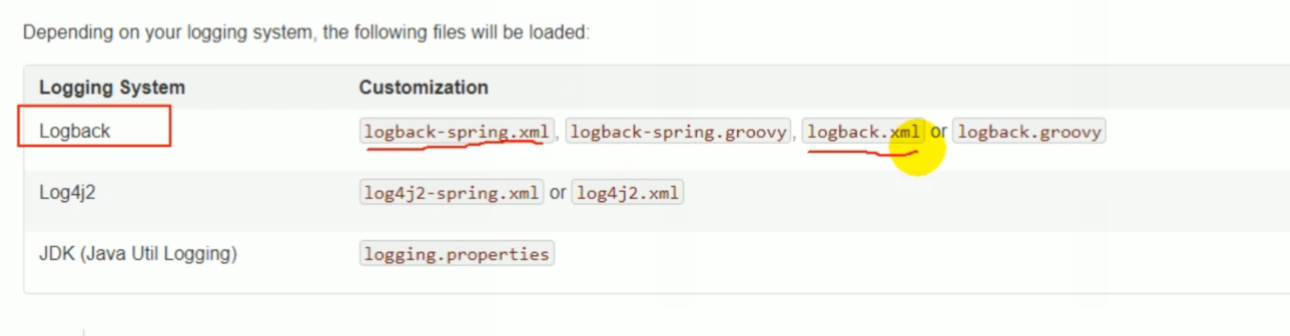 Depending on your logging system, the following files will be loaded:
Logging System Customization
Logback logback-spring.xml, logback-spring.groovy, logback.xml or logback.groovy
Log4j2 log4j2-spring.xml or log4j2.xml
JDK (Java Util Logging) logging.properties